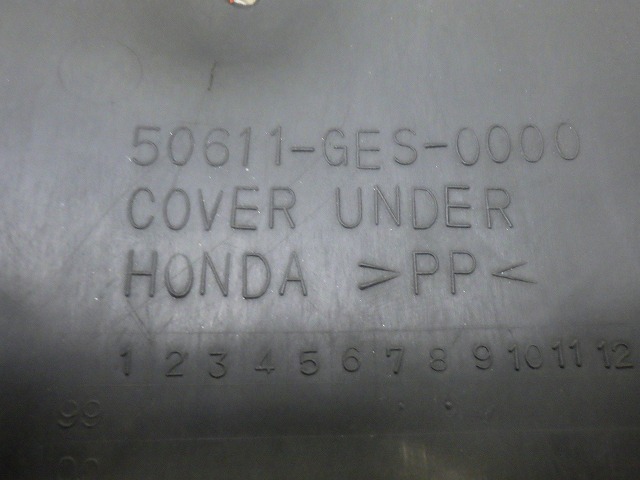 50611-GES-0000
COVER UNDER
HONDA >PP<
1 2 3 4 5 6 7 8 9 10 11 12
99